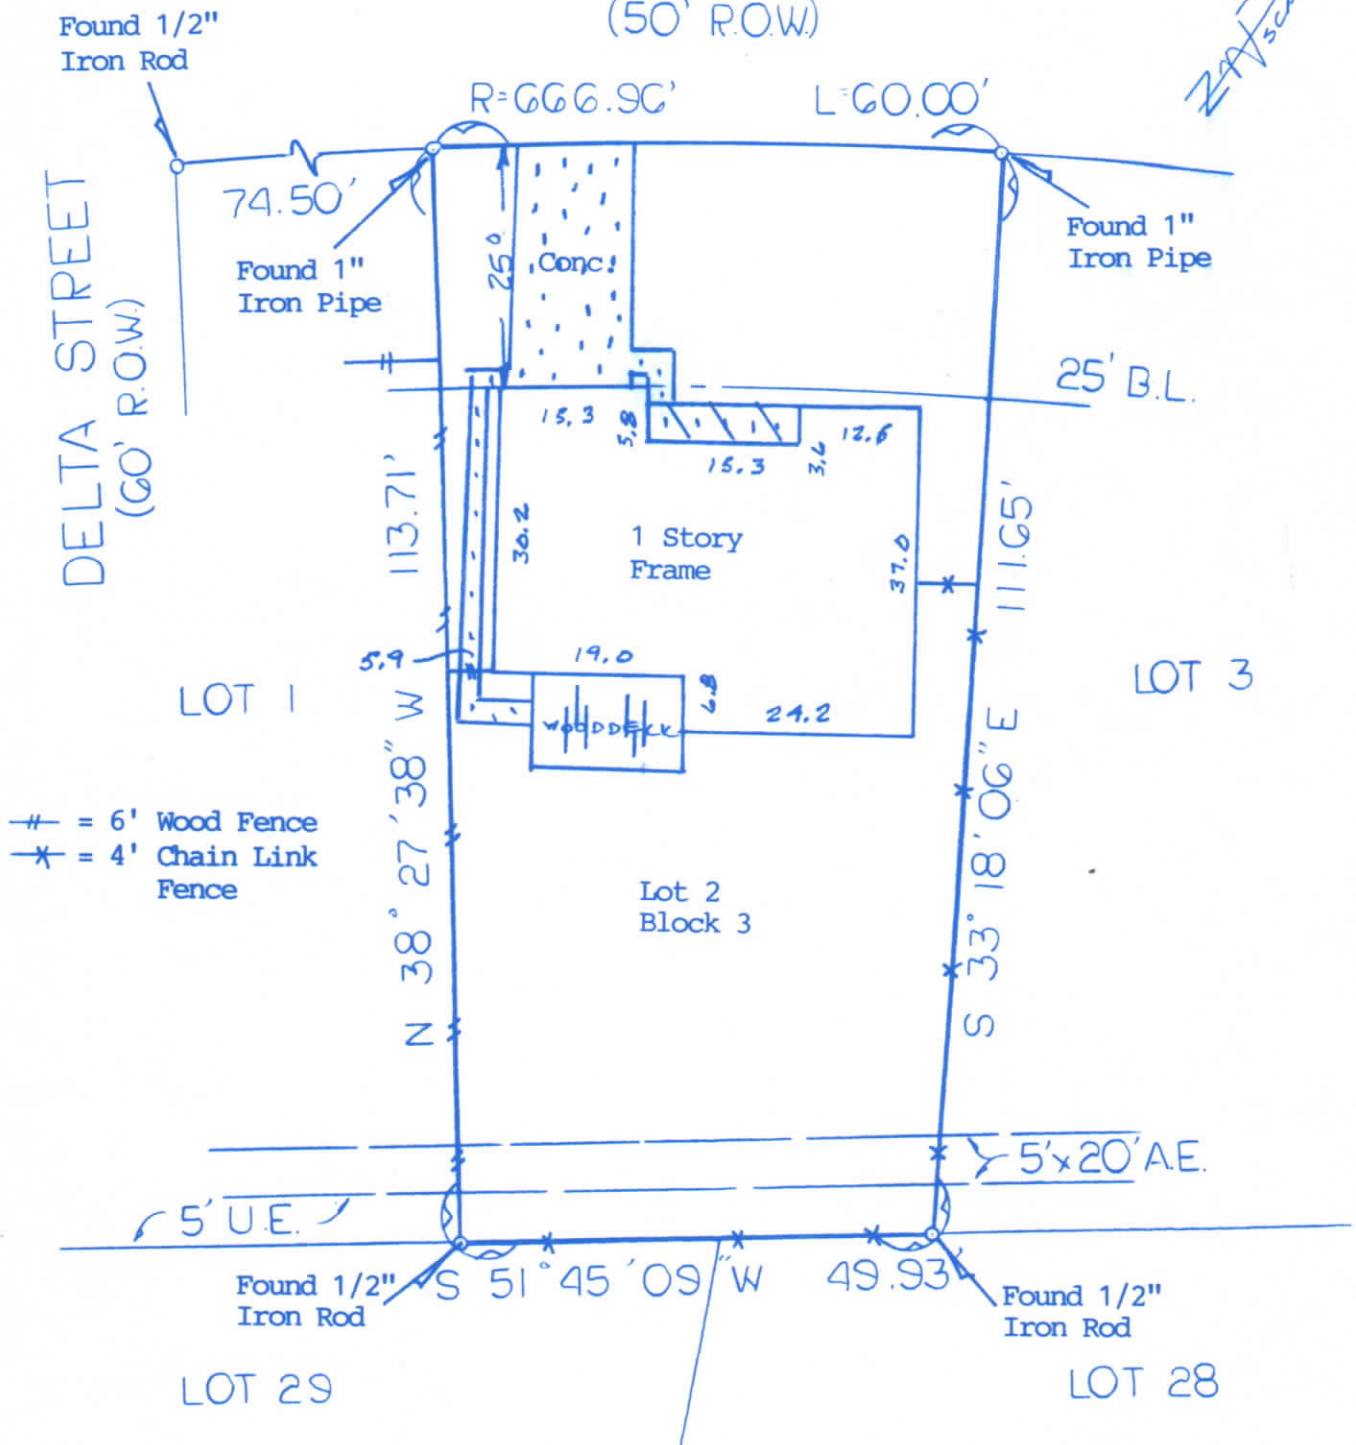 (50' R.O.W.)
Found 1/2"
Iron Rod
R=666.96'
L=60.00'
74.50'
Found 1"
Iron Pipe
Found 1"
Iron Pipe
DELTA STREET
(60' R.O.W.)
25.0
Conc.
25' B.L.
15.3
5.8
15.3
3.6
12.6
113.71'
30.2
1 Story
Frame
37.0
111.65'
5.9
19.0
6.8
24.2
WOOD DECK
LOT 1
LOT 3
= 6' Wood Fence
= 4' Chain Link
Fence
Lot 2
Block 3
N 38° 27' 38" W
S 33° 18' 06" E
5'x20' A.E.
5' U.E.
Found 1/2"
Iron Rod
S 51° 45' 09" W
49.93'
Found 1/2"
Iron Rod
LOT 29
LOT 28